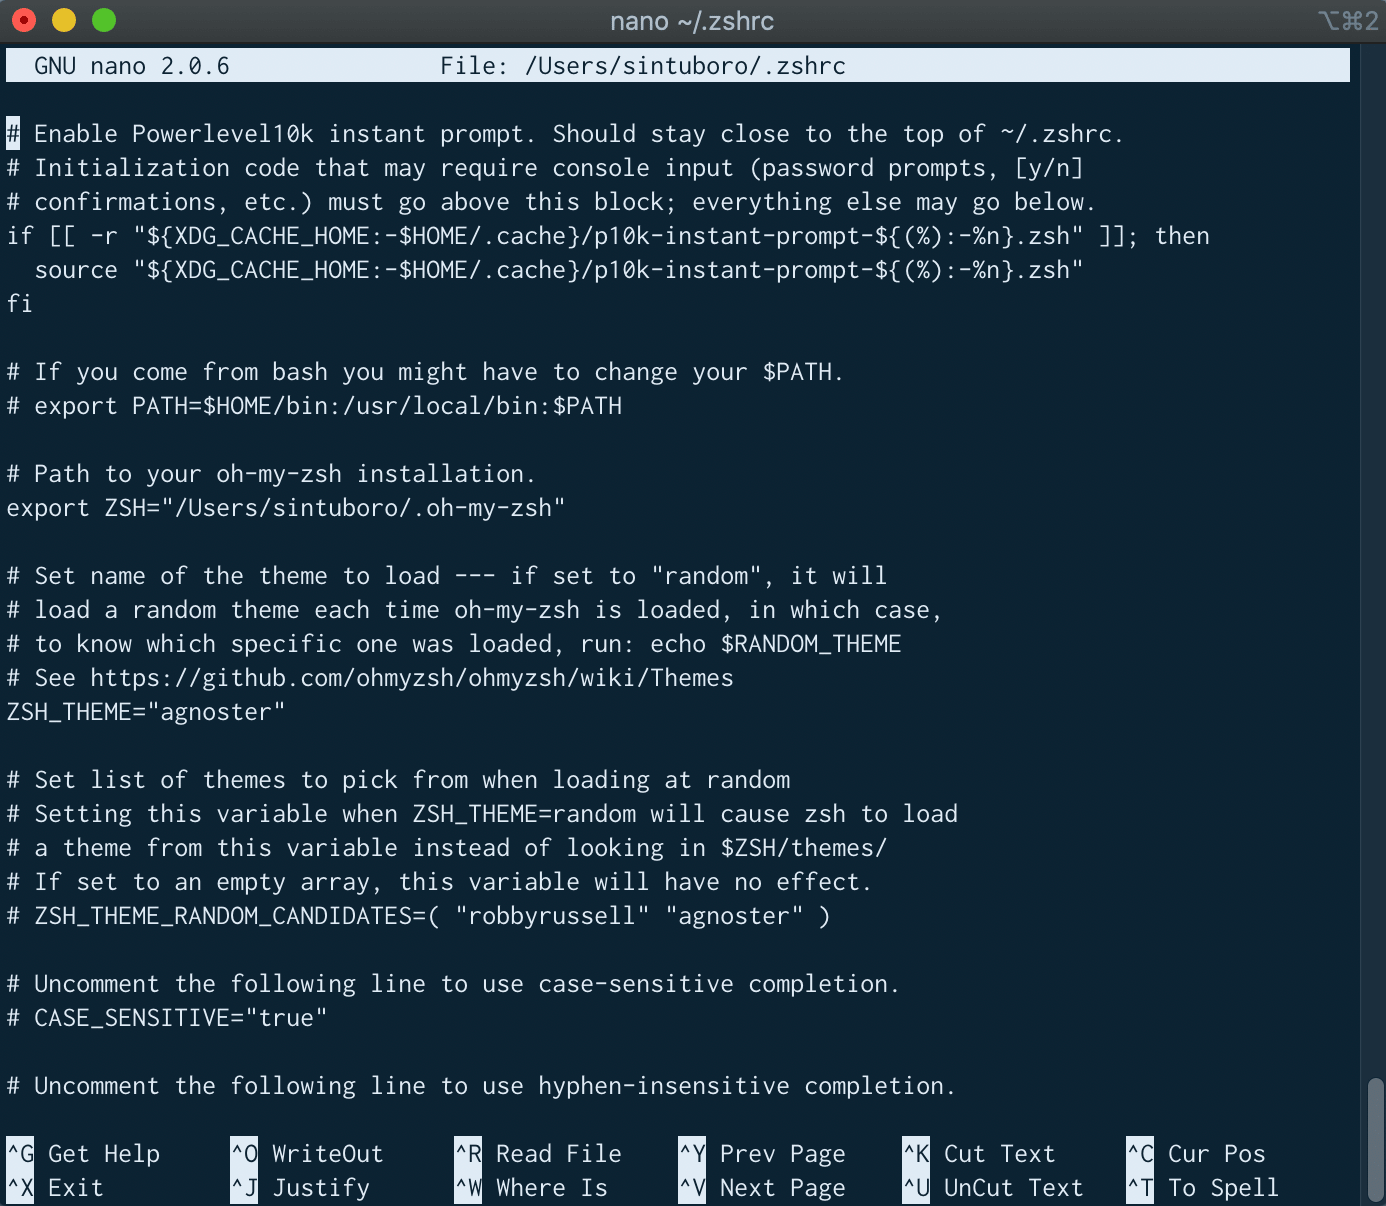 nano ~/.zshrc
⌥⌘2
GNU nano 2.0.6 File: /Users/sintuboro/.zshrc
# Enable Powerlevel10k instant prompt. Should stay close to the top of ~/.zshrc.
# Initialization code that may require console input (password prompts, [y/n]
# confirmations, etc.) must go above this block; everything else may go below.
if [[ -r "${XDG_CACHE_HOME:-$HOME/.cache}/p10k-instant-prompt-${(%):-%n}.zsh" ]]; then
  source "${XDG_CACHE_HOME:-$HOME/.cache}/p10k-instant-prompt-${(%):-%n}.zsh"
fi
# If you come from bash you might have to change your $PATH.
# export PATH=$HOME/bin:/usr/local/bin:$PATH
# Path to your oh-my-zsh installation.
export ZSH="/Users/sintuboro/.oh-my-zsh"
# Set name of the theme to load --- if set to "random", it will
# load a random theme each time oh-my-zsh is loaded, in which case,
# to know which specific one was loaded, run: echo $RANDOM_THEME
# See https://github.com/ohmyzsh/ohmyzsh/wiki/Themes
ZSH_THEME="agnoster"
# Set list of themes to pick from when loading at random
# Setting this variable when ZSH_THEME=random will cause zsh to load
# a theme from this variable instead of looking in $ZSH/themes/
# If set to an empty array, this variable will have no effect.
# ZSH_THEME_RANDOM_CANDIDATES=( "robbyrussell" "agnoster" )
# Uncomment the following line to use case-sensitive completion.
# CASE_SENSITIVE="true"
# Uncomment the following line to use hyphen-insensitive completion.
^G Get Help ^O WriteOut ^R Read File ^Y Prev Page ^K Cut Text ^C Cur Pos
^X Exit ^J Justify ^W Where Is ^V Next Page ^U UnCut Text ^T To Spell